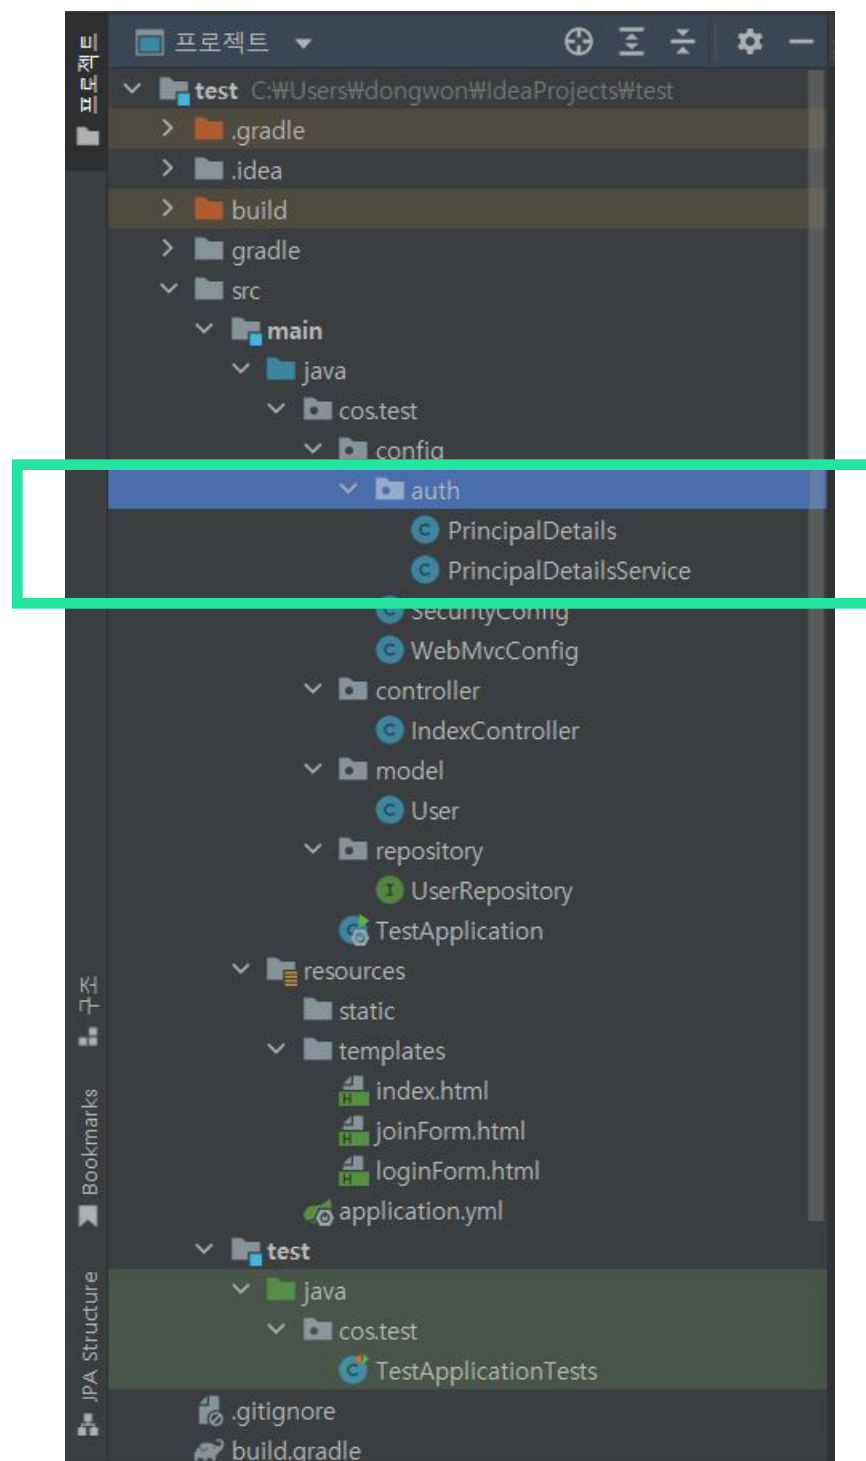 프로젝트
프로젝트
test C:₩Users₩dongwon₩IdeaProjects₩test
.gradle
.idea
build
gradle
src
main
java
cos.test
config
auth
PrincipalDetails
PrincipalDetailsService
SecurityConfig
WebMvcConfig
controller
IndexController
model
User
repository
UserRepository
TestApplication
resources
static
templates
index.html
joinForm.html
loginForm.html
application.yml
test
java
cos.test
TestApplicationTests
.gitignore
build.gradle
구조
Bookmarks
JPA Structure